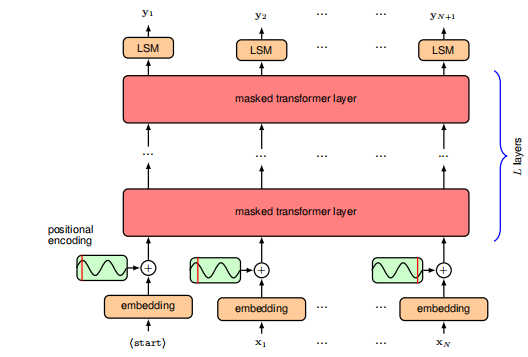 y1 y2 ... ... yN+1
LSM LSM ... ... LSM
masked transformer layer
... ... ... ... ...
L layers
masked transformer layer
positional
encoding
+ + +
embedding embedding ... ... embedding
⟨start⟩ x1 ... ... xN